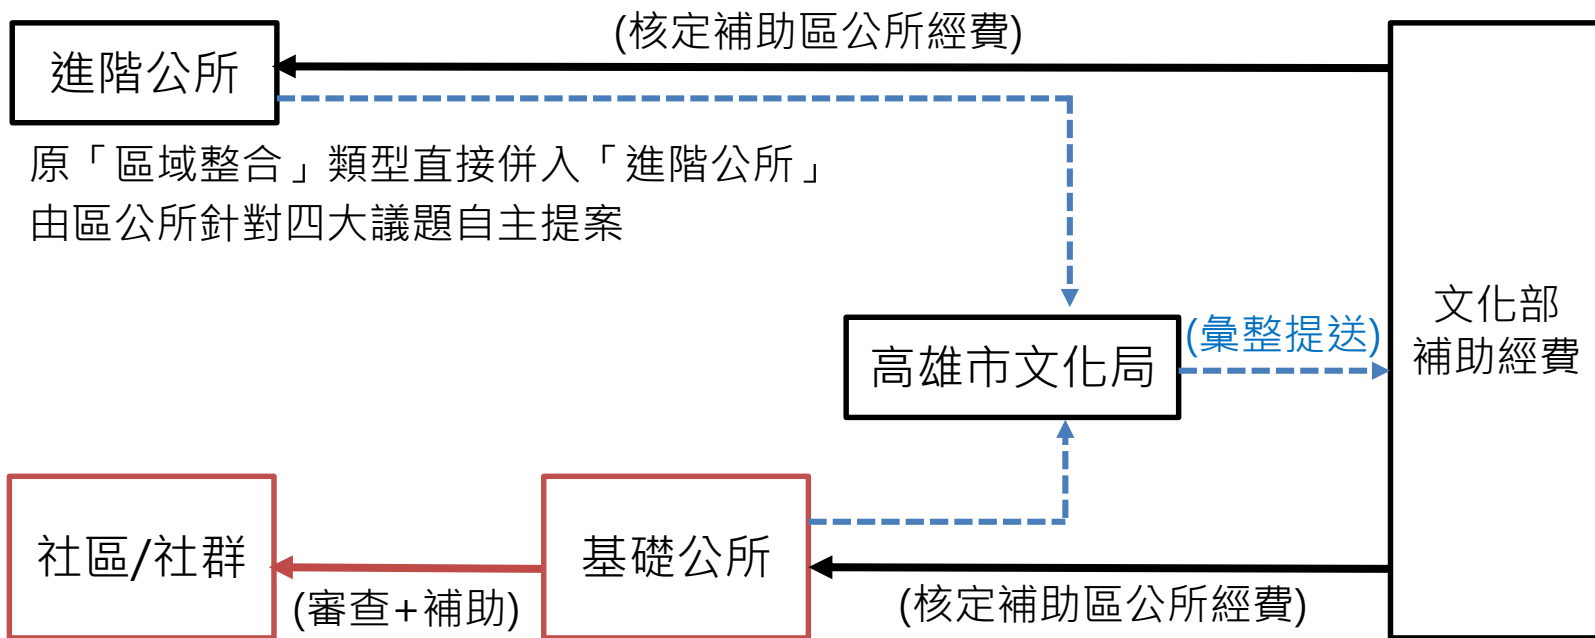 (核定補助區公所經費)
進階公所
原「區域整合」類型直接併入「進階公所」
由區公所針對四大議題自主提案
高雄市文化局
(彙整提送)
文化部
補助經費
社區/社群
(審查+補助)
基礎公所
(核定補助區公所經費)